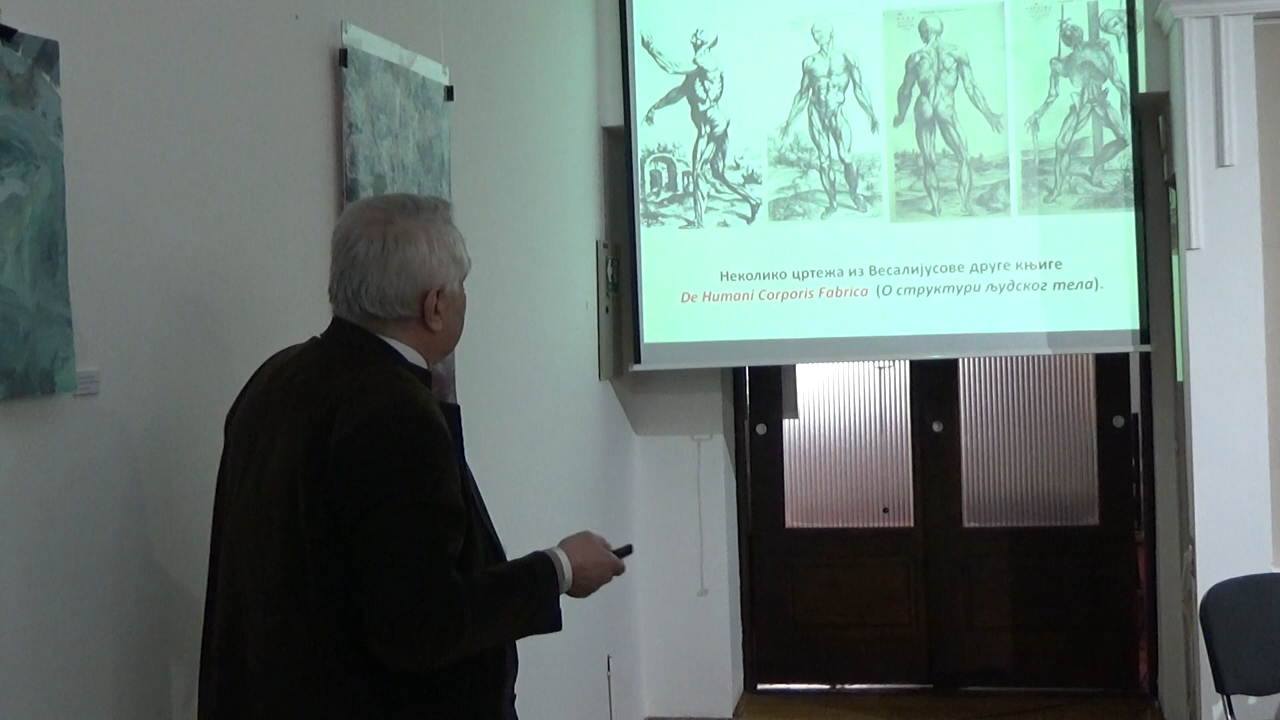 Неколико цртежа из Весалијусове друге књиге
De Humani Corporis Fabrica (О структури људског тела).